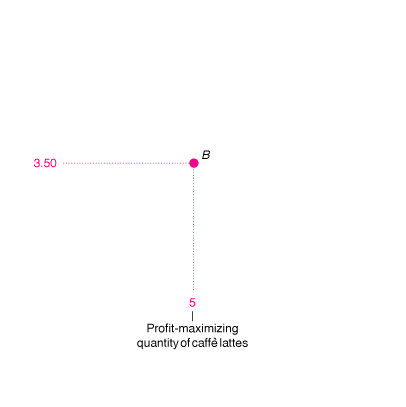 B
3.50
5
Profit-maximizing
quantity of caffè lattes